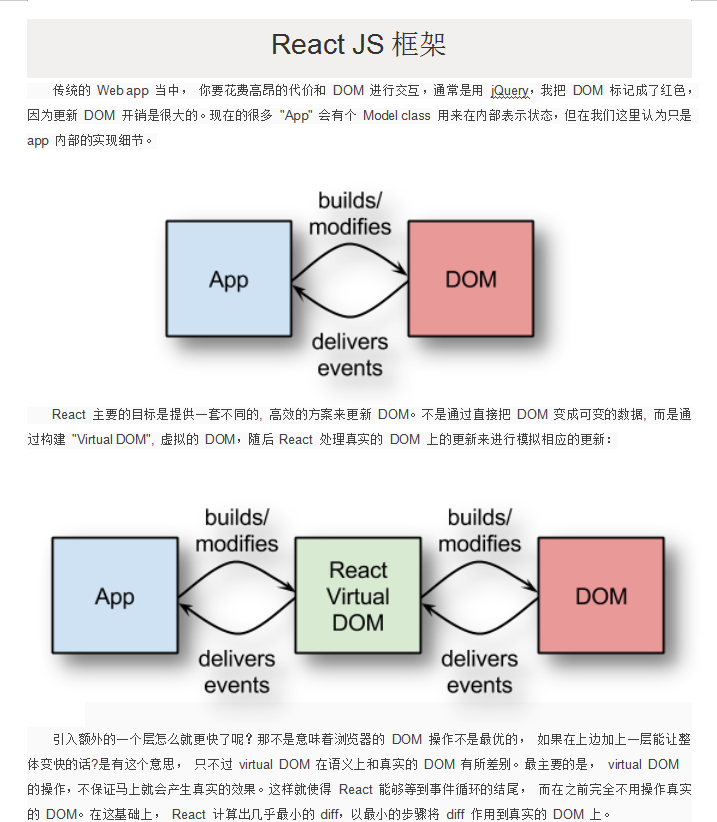 React JS 框架
传统的 Web app 当中， 你要花费高昂的代价和 DOM 进行交互，通常是用 jQuery，我把 DOM 标记成了红色，
因为更新 DOM 开销是很大的。现在的很多 "App" 会有个 Model class 用来在内部表示状态，但在我们这里认为只是
app 内部的实现细节。
builds/
modifies
App
DOM
delivers
events
React 主要的目标是提供一套不同的, 高效的方案来更新 DOM。不是通过直接把 DOM 变成可变的数据, 而是通
过构建 "Virtual DOM", 虚拟的 DOM，随后 React 处理真实的 DOM 上的更新来进行模拟相应的更新：
builds/
modifies
builds/
modifies
App
React
Virtual
DOM
DOM
delivers
events
delivers
events
引入额外的一个层怎么就更快了呢？那不是意味着浏览器的 DOM 操作不是最优的， 如果在上边加上一层能让整
体变快的话?是有这个意思， 只不过 virtual DOM 在语义上和真实的 DOM 有所差别。最主要的是， virtual DOM
的操作，不保证马上就会产生真实的效果。这样就使得 React 能够等到事件循环的结尾， 而在之前完全不用操作真实
的 DOM。在这基础上， React 计算出几乎最小的 diff，以最小的步骤将 diff 作用到真实的 DOM 上。